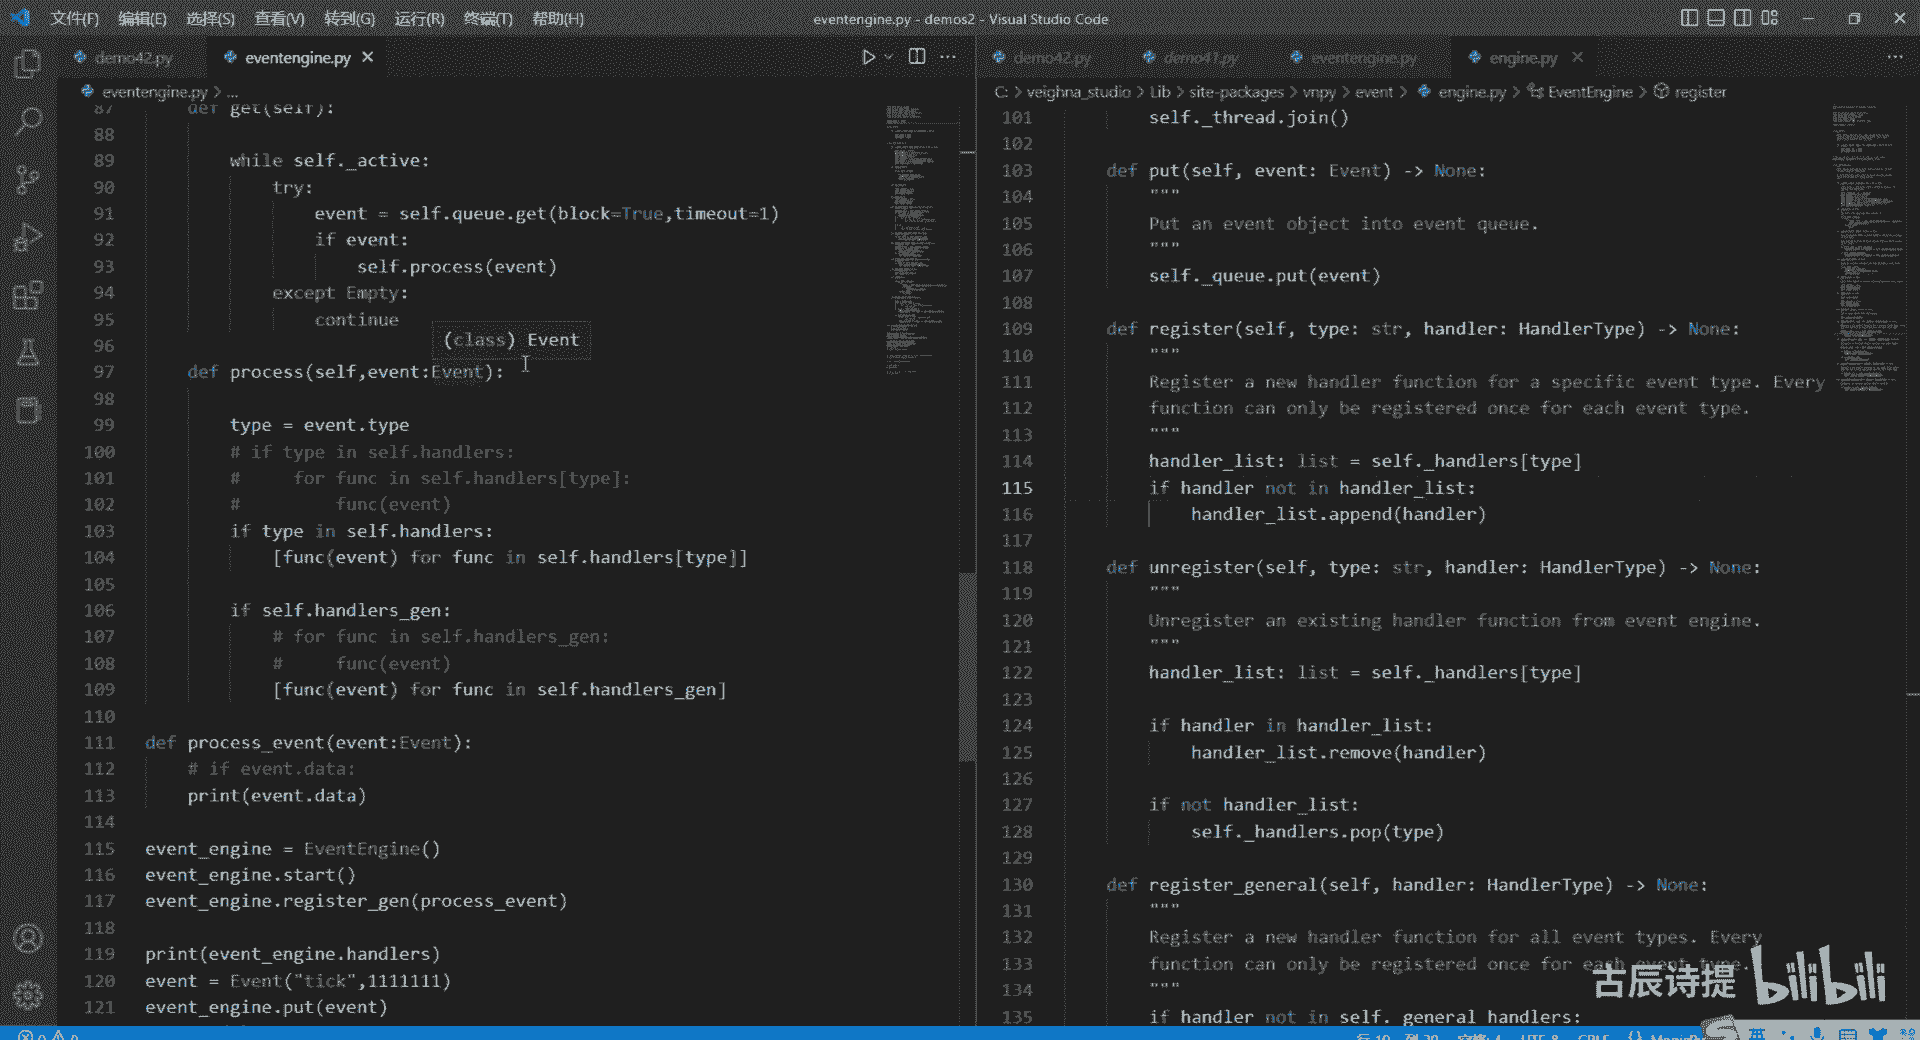 文件(F) 编辑(E) 选择(S) 查看(V) 转到(G) 运行(R) 终端(T) 帮助(H)
eventengine.py - demos2 - Visual Studio Code
demo42.py
eventengine.py
eventengine.py > ...
87 def get(self):
88
89 while self._active:
90 try:
91 event = self.queue.get(block=True,timeout=1)
92 if event:
93 self.process(event)
94 except Empty:
95 continue
96
(class) Event
97 def process(self,event:Event):
98
99 type = event.type
100 # if type in self.handlers:
101 #     for func in self.handlers[type]:
102 #         func(event)
103 if type in self.handlers:
104 [func(event) for func in self.handlers[type]]
105
106 if self.handlers_gen:
107 # for func in self.handlers_gen:
108 #     func(event)
109 [func(event) for func in self.handlers_gen]
110
111 def process_event(event:Event):
112 # if event.data:
113 print(event.data)
114
115 event_engine = EventEngine()
116 event_engine.start()
117 event_engine.register_gen(process_event)
118
119 print(event_engine.handlers)
120 event = Event("tick",1111111)
121 event_engine.put(event)
demo42.py
demo41.py
eventengine.py
engine.py
C: > veighna_studio > Lib > site-packages > vnpy > event > engine.py > EventEngine > register
101 self._thread.join()
102
103 def put(self, event: Event) -> None:
104 """
105 Put an event object into event queue.
106 """
107 self._queue.put(event)
108
109 def register(self, type: str, handler: HandlerType) -> None:
110 """
111 Register a new handler function for a specific event type. Every
112 function can only be registered once for each event type.
113 """
114 handler_list: list = self._handlers[type]
115 if handler not in handler_list:
116 handler_list.append(handler)
117
118 def unregister(self, type: str, handler: HandlerType) -> None:
119 """
120 Unregister an existing handler function from event engine.
121 """
122 handler_list: list = self._handlers[type]
123
124 if handler in handler_list:
125 handler_list.remove(handler)
126
127 if not handler_list:
128 self._handlers.pop(type)
129
130 def register_general(self, handler: HandlerType) -> None:
131 """
132 Register a new handler function for all event types. Every
133 function can only be registered once for each event type.
134 """
135 if handler not in self._general_handlers:
古辰诗提
bilibili